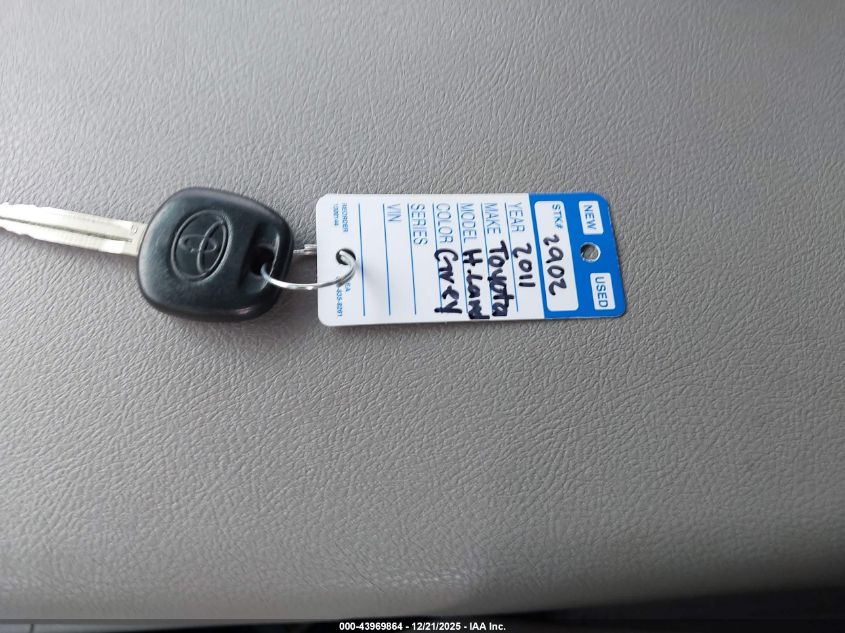 NEW USED
STK# 2902
YEAR 2011
MAKE Toyota
MODEL H-Land
COLOR Grey
SERIES
VIN
REORDER
000-43969864 - 12/21/2025 - IAA Inc.